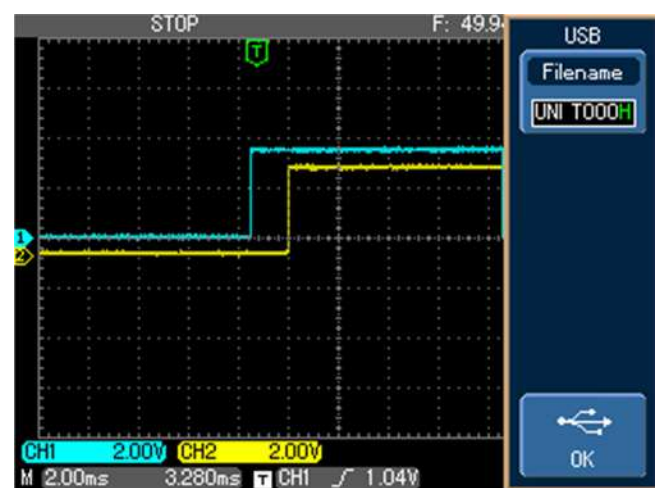 STOP
F: 49.94
USB
Filename
UNI T000H
T
1
2
CH1 2.00V CH2 2.00V
M 2.00ms 3.280ms T CH1 1.04V
OK